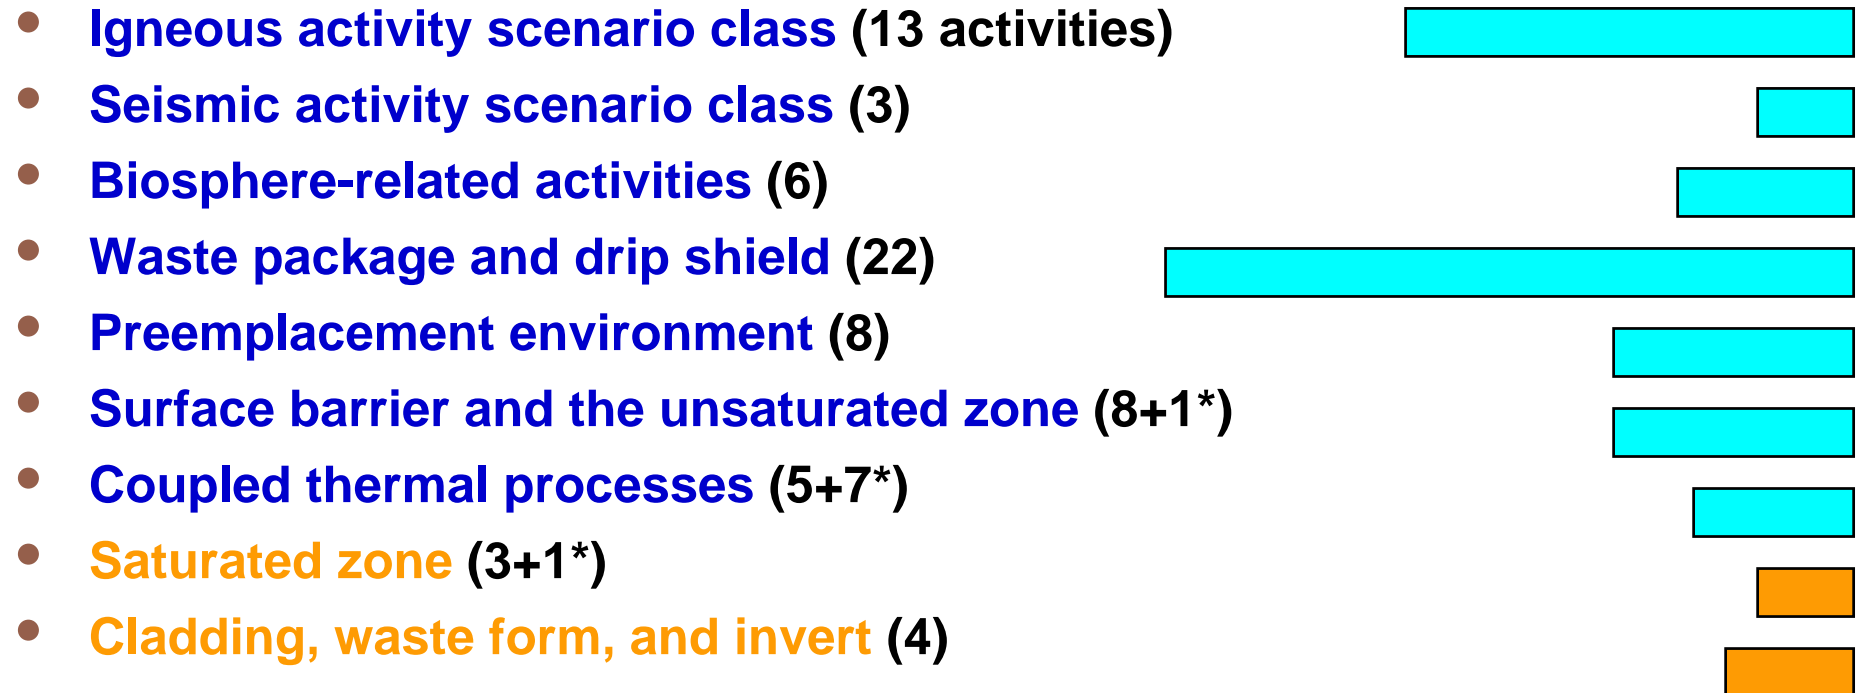 • Igneous activity scenario class (13 activities)
• Seismic activity scenario class (3)
• Biosphere-related activities (6)
• Waste package and drip shield (22)
• Preemplacement environment (8)
• Surface barrier and the unsaturated zone (8+1*)
• Coupled thermal processes (5+7*)
• Saturated zone (3+1*)
• Cladding, waste form, and invert (4)